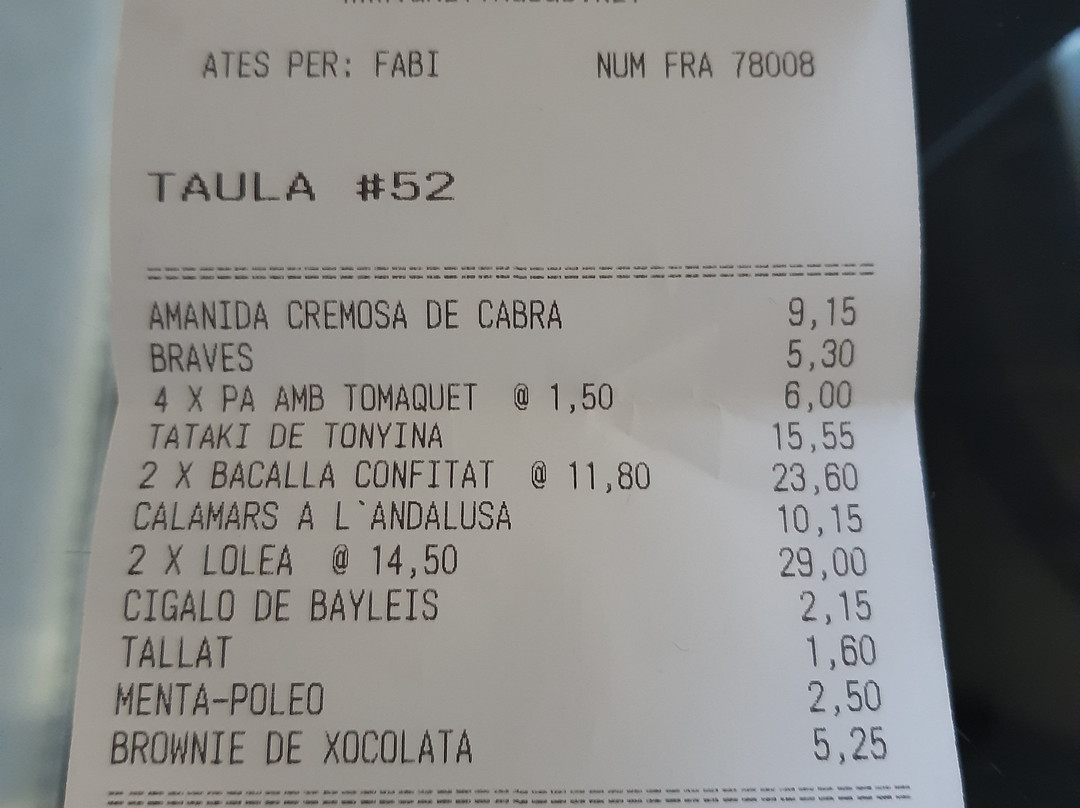 ATES PER: FABI NUM FRA 78008
TAULA #52
AMANIDA CREMOSA DE CABRA 9,15
BRAVES 5,30
4 X PA AMB TOMAQUET @ 1,50 6,00
TATAKI DE TONYINA 15,55
2 X BACALLA CONFITAT @ 11,80 23,60
CALAMARS A L`ANDALUSA 10,15
2 X LOLEA @ 14,50 29,00
CIGALO DE BAYLEIS 2,15
TALLAT 1,60
MENTA-POLEO 2,50
BROWNIE DE XOCOLATA 5,25